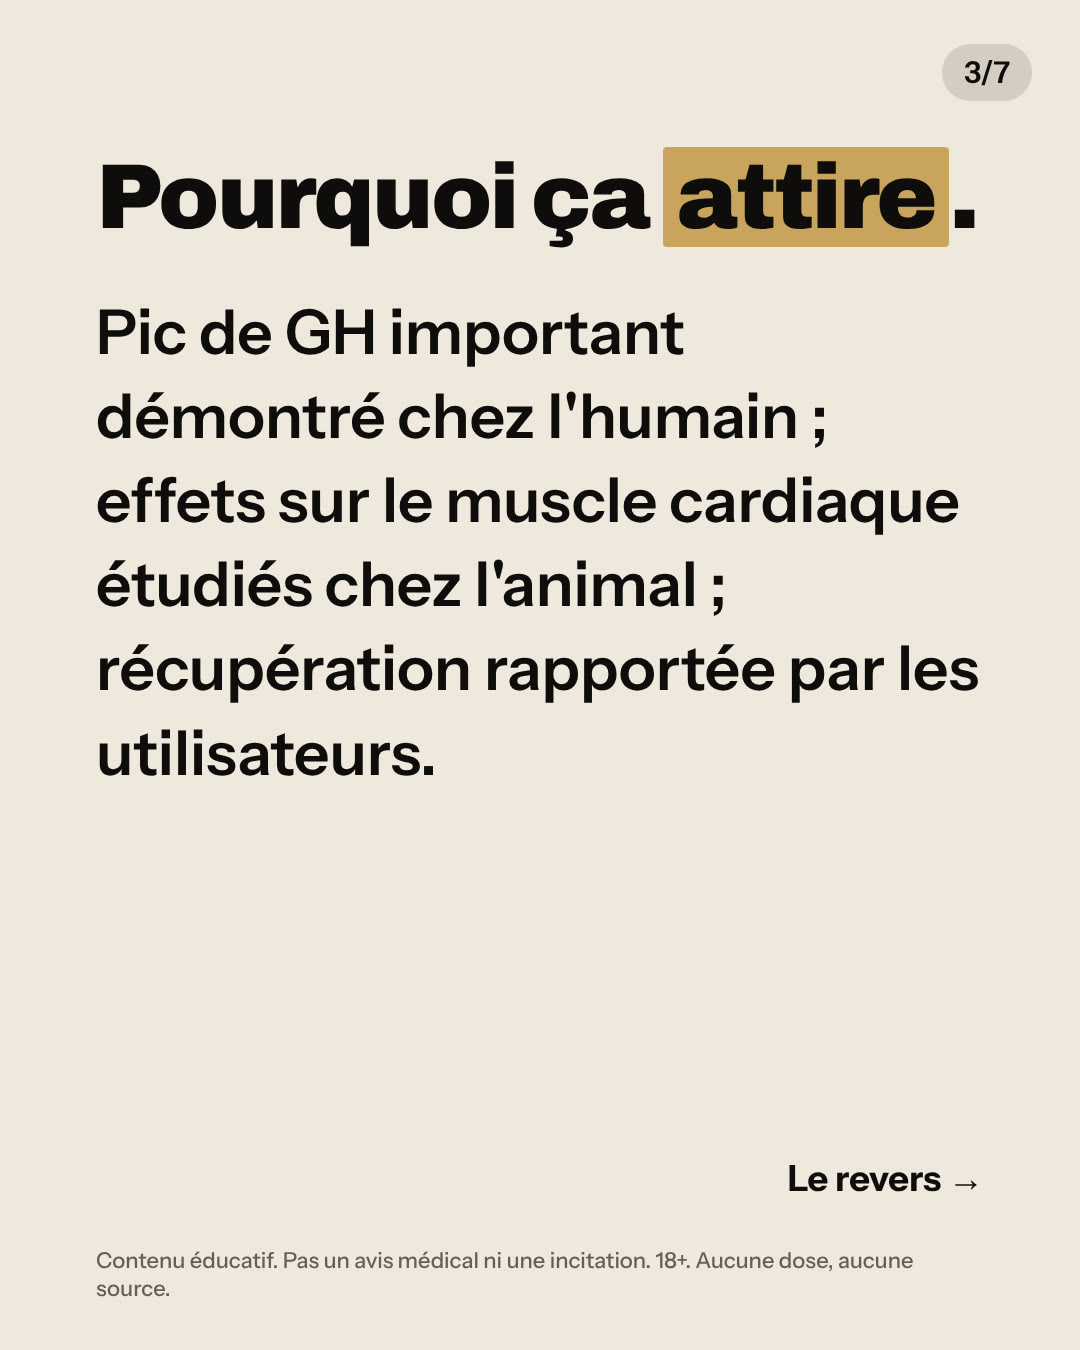 3/7
Pourquoi ça attire.
Pic de GH important
démontré chez l'humain ;
effets sur le muscle cardiaque
étudiés chez l'animal ;
récupération rapportée par les
utilisateurs.
Le revers →
Contenu éducatif. Pas un avis médical ni une incitation. 18+. Aucune dose, aucune
source.